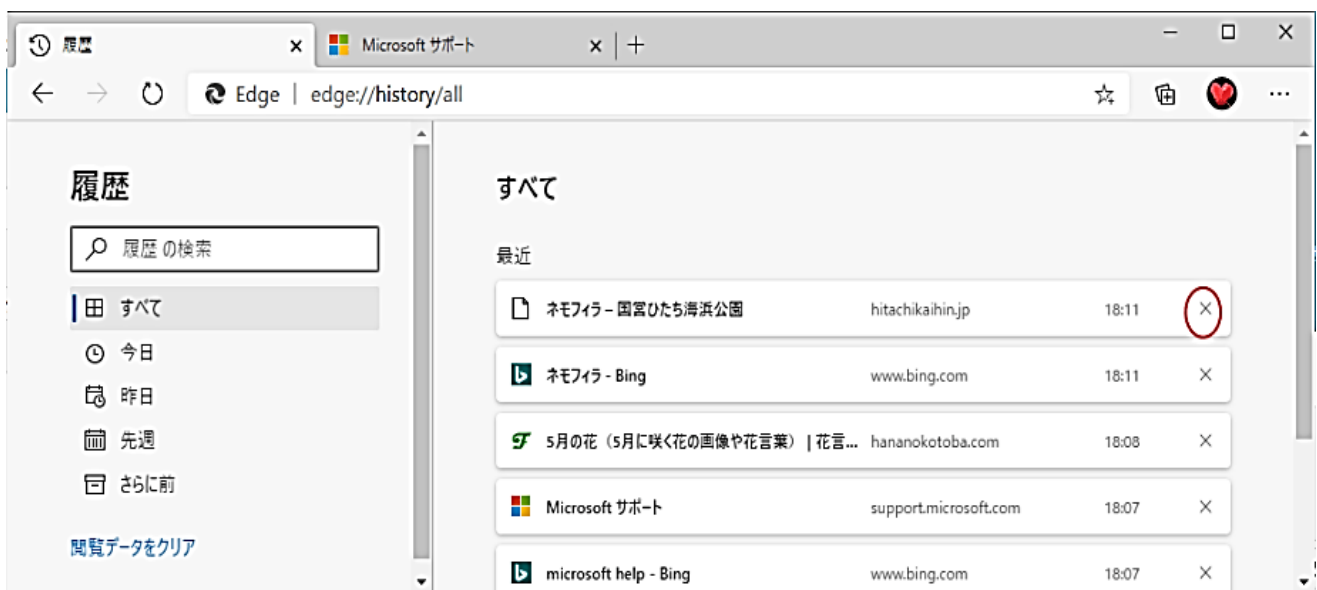 履歴
Microsoft サポート
Edge | edge://history/all
履歴
履歴 の検索
すべて
今日
昨日
先週
さらに前
閲覧データをクリア
すべて
最近
ネモフィラ – 国営ひたち海浜公園 hitachikaihin.jp 18:11
ネモフィラ - Bing www.bing.com 18:11
5月の花（5月に咲く花の画像や花言葉）| 花言... hananokotoba.com 18:08
Microsoft サポート support.microsoft.com 18:07
microsoft help - Bing www.bing.com 18:07